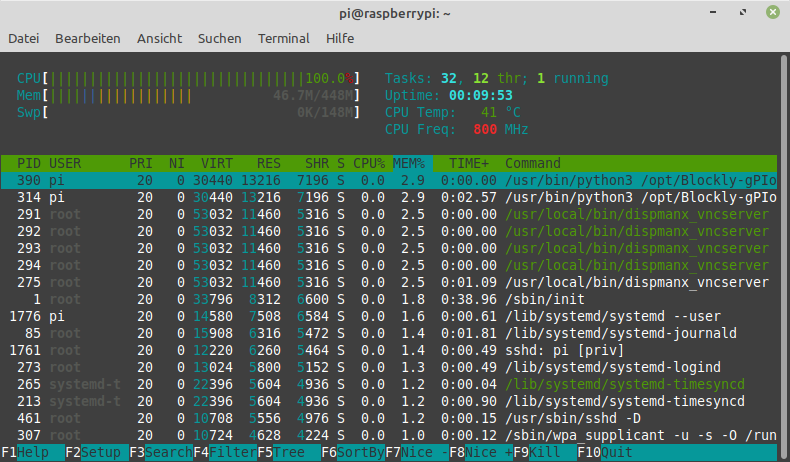 pi@raspberrypi: ~
Datei Bearbeiten Ansicht Suchen Terminal Hilfe
CPU[||||||||||||||||||||||||||||||||100.0%] Tasks: 32, 12 thr; 1 running
Mem[|||||||||||||||||| 46.7M/448M] Uptime: 00:09:53
Swp[ 0K/148M] CPU Temp: 41 °C
CPU Freq: 800 MHz
PID USER PRI NI VIRT RES SHR S CPU% MEM% TIME+ Command
390 pi 20 0 30440 13216 7196 S 0.0 2.9 0:00.00 /usr/bin/python3 /opt/Blockly-gPIo
314 pi 20 0 30440 13216 7196 S 0.0 2.9 0:02.57 /usr/bin/python3 /opt/Blockly-gPIo
291 root 20 0 53032 11460 5316 S 0.0 2.5 0:00.00 /usr/local/bin/dispmanx_vncserver
292 root 20 0 53032 11460 5316 S 0.0 2.5 0:00.00 /usr/local/bin/dispmanx_vncserver
293 root 20 0 53032 11460 5316 S 0.0 2.5 0:00.00 /usr/local/bin/dispmanx_vncserver
294 root 20 0 53032 11460 5316 S 0.0 2.5 0:00.00 /usr/local/bin/dispmanx_vncserver
275 root 20 0 53032 11460 5316 S 0.0 2.5 0:01.09 /usr/local/bin/dispmanx_vncserver
1 root 20 0 33796 8312 6600 S 0.0 1.8 0:38.96 /sbin/init
1776 pi 20 0 14580 7508 6584 S 0.0 1.6 0:00.61 /lib/systemd/systemd --user
85 root 20 0 15908 6316 5472 S 0.0 1.4 0:01.81 /lib/systemd/systemd-journald
1761 root 20 0 12220 6260 5464 S 0.0 1.4 0:00.49 sshd: pi [priv]
273 root 20 0 13024 5800 5152 S 0.0 1.3 0:00.49 /lib/systemd/systemd-logind
265 systemd-t 20 0 22396 5604 4936 S 0.0 1.2 0:00.04 /lib/systemd/systemd-timesyncd
213 systemd-t 20 0 22396 5604 4936 S 0.0 1.2 0:00.90 /lib/systemd/systemd-timesyncd
461 root 20 0 10708 5556 4976 S 0.0 1.2 0:00.15 /usr/sbin/sshd -D
307 root 20 0 10724 4628 4224 S 0.0 1.0 0:00.12 /sbin/wpa_supplicant -u -s -O /run
F1Help F2Setup F3SearchF4FilterF5Tree F6SortByF7Nice -F8Nice +F9Kill F10Quit